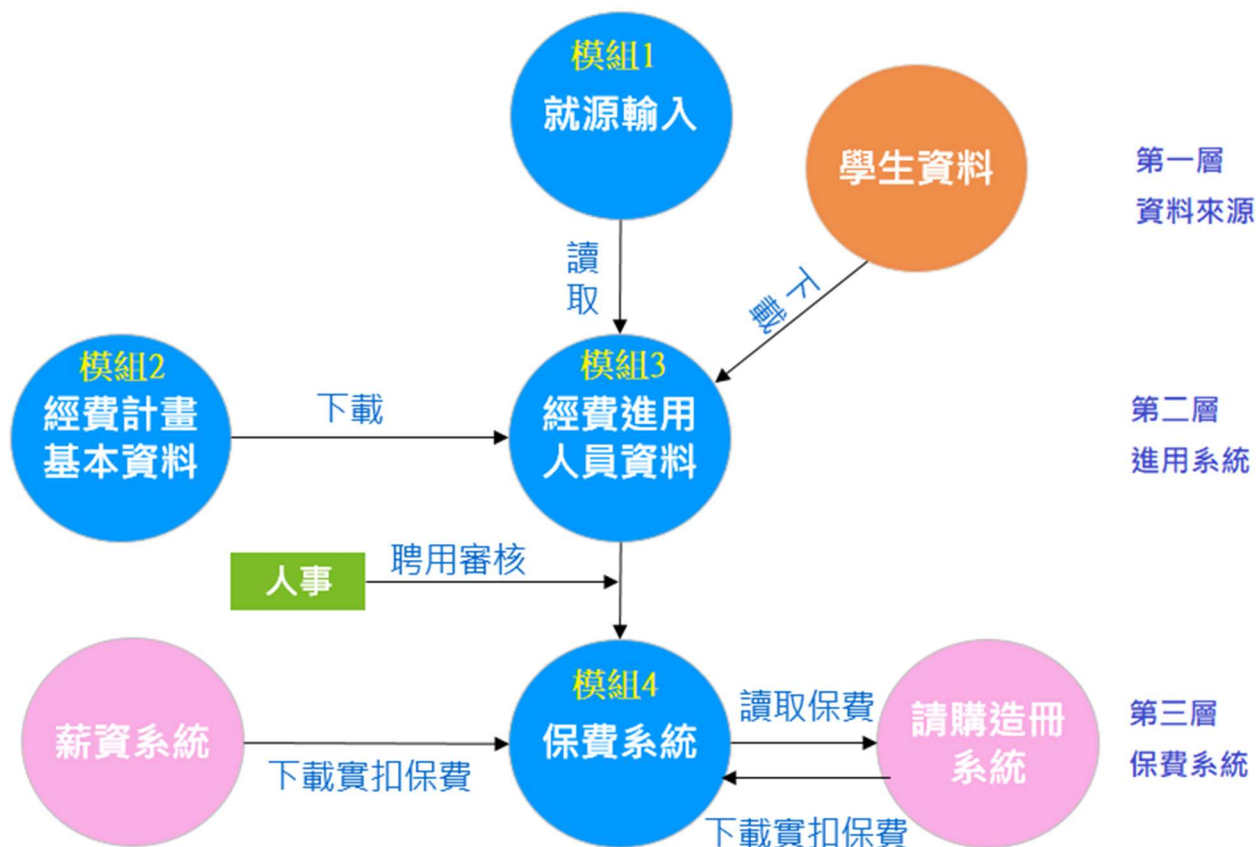 模組1
就源輸入
學生資料
第一層
資料來源
讀
取
下載
模組2
經費計畫
基本資料
下載
模組3
經費進用
人員資料
第二層
進用系統
人事
聘用審核
薪資系統
下載實扣保費
模組4
保費系統
讀取保費
下載實扣保費
請購造冊
系統
第三層
保費系統